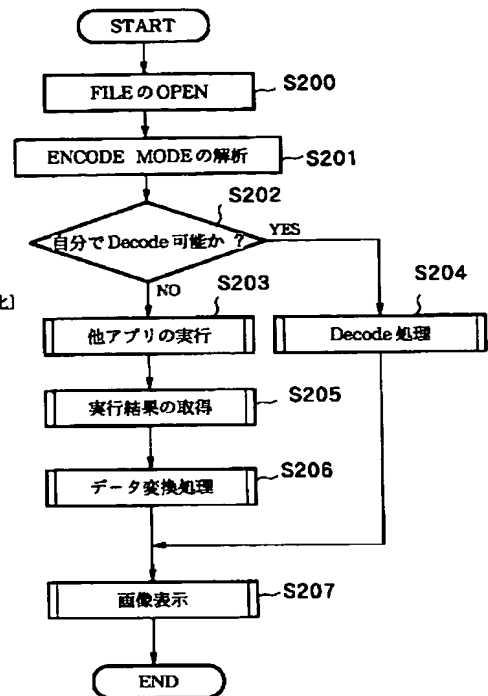 START
FILEのOPEN
S200
ENCODE MODEの解析
S201
S202
自分でDecode可能か ?
YES
NO
S203
S204
他アプリの実行
Decode処理
実行結果の取得
S205
データ変換処理
S206
画像表示
S207
END